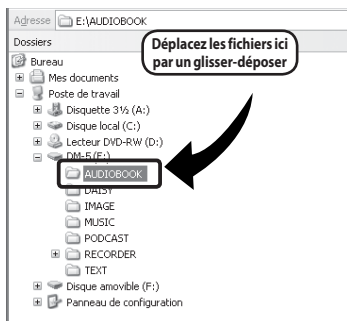 Adresse E:\AUDIOBOOK
Dossiers
Déplacez les fichiers ici
par un glisser-déposer
Bureau
Mes documents
Poste de travail
Disquette 3½ (A:)
Disque local (C:)
Lecteur DVD-RW (D:)
DM-5 (E:)
AUDIOBOOK
DAISY
IMAGE
MUSIC
PODCAST
RECORDER
TEXT
Disque amovible (F:)
Panneau de configuration